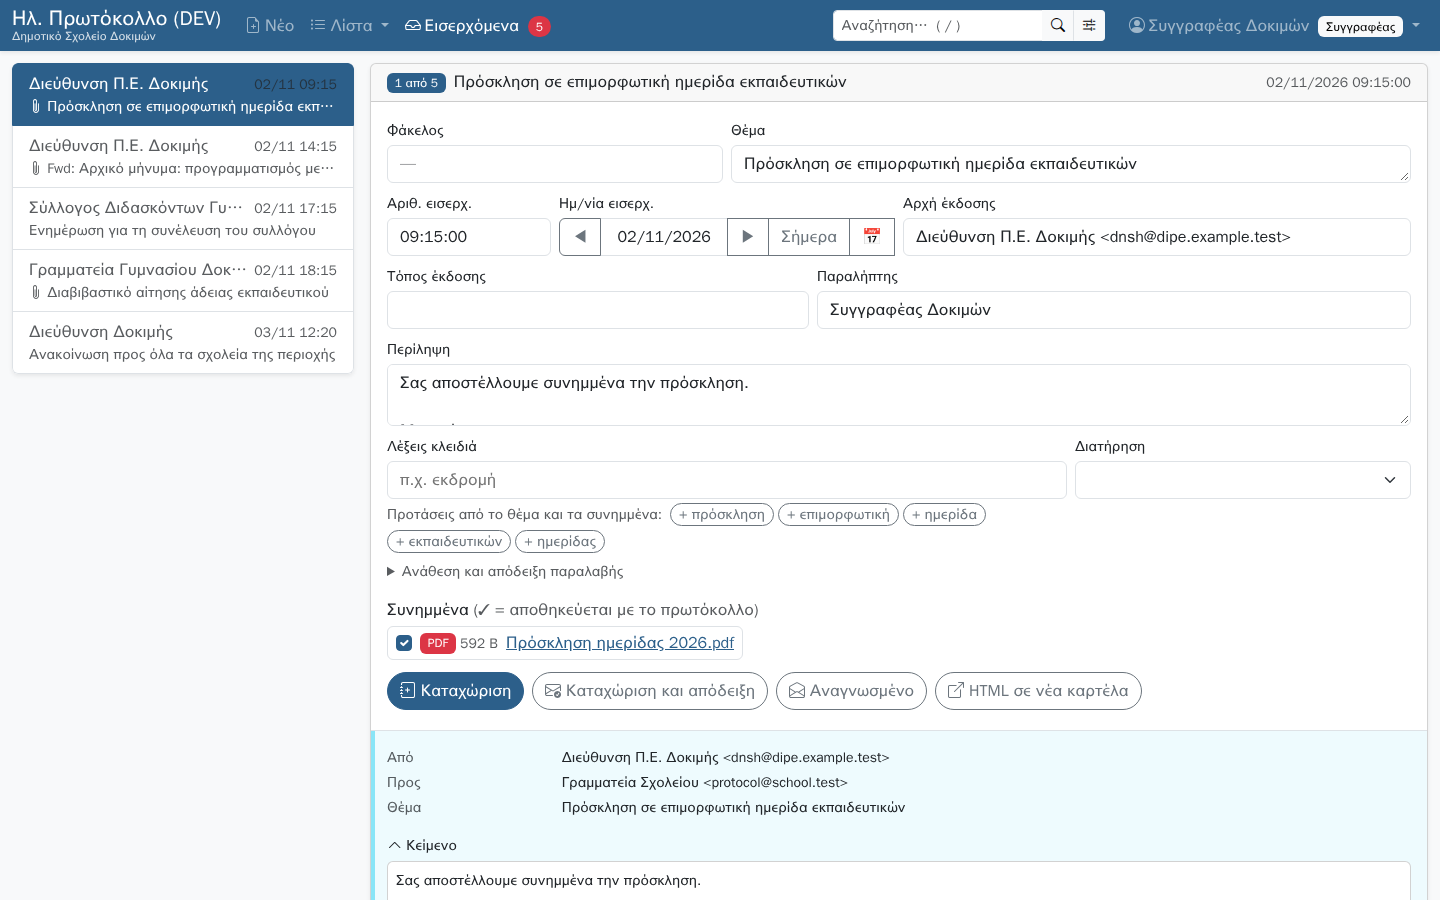 Ηλ. Πρωτόκολλο (DEV)
Δημοτικό Σχολείο Δοκιμών
Νέο
Λίστα
Εισερχόμενα 5
Αναζήτηση… ( / )
Συγγραφέας Δοκιμών Συγγραφέας
Διεύθυνση Π.Ε. Δοκιμής 02/11 09:15
Πρόσκληση σε επιμορφωτική ημερίδα εκπ…
Διεύθυνση Π.Ε. Δοκιμής 02/11 14:15
Fwd: Αρχικό μήνυμα: προγραμματισμός με…
Σύλλογος Διδασκόντων Γυ… 02/11 17:15
Ενημέρωση για τη συνέλευση του συλλόγου
Γραμματεία Γυμνασίου Δοκ… 02/11 18:15
Διαβιβαστικό αίτησης άδειας εκπαιδευτικού
Διεύθυνση Δοκιμής 03/11 12:20
Ανακοίνωση προς όλα τα σχολεία της περιοχής
1 από 5 Πρόσκληση σε επιμορφωτική ημερίδα εκπαιδευτικών 02/11/2026 09:15:00
Φάκελος Θέμα
— Πρόσκληση σε επιμορφωτική ημερίδα εκπαιδευτικών
Αριθ. εισερχ. Ημ/νία εισερχ. Αρχή έκδοσης
09:15:00 ◀ 02/11/2026 ▶ Σήμερα Διεύθυνση Π.Ε. Δοκιμής <dnsh@dipe.example.test>
Τόπος έκδοσης Παραλήπτης
Συγγραφέας Δοκιμών
Περίληψη
Σας αποστέλλουμε συνημμένα την πρόσκληση.
Λέξεις κλειδιά Διατήρηση
π.χ. εκδρομή
Προτάσεις από το θέμα και τα συνημμένα: + πρόσκληση + επιμορφωτική + ημερίδα
+ εκπαιδευτικών + ημερίδας
▶ Ανάθεση και απόδειξη παραλαβής
Συνημμένα (✓ = αποθηκεύεται με το πρωτόκολλο)
PDF 592 B Πρόσκληση ημερίδας 2026.pdf
Καταχώριση Καταχώριση και απόδειξη Αναγνωσμένο HTML σε νέα καρτέλα
Από Διεύθυνση Π.Ε. Δοκιμής <dnsh@dipe.example.test>
Προς Γραμματεία Σχολείου <protocol@school.test>
Θέμα Πρόσκληση σε επιμορφωτική ημερίδα εκπαιδευτικών
Κείμενο
Σας αποστέλλουμε συνημμένα την πρόσκληση.